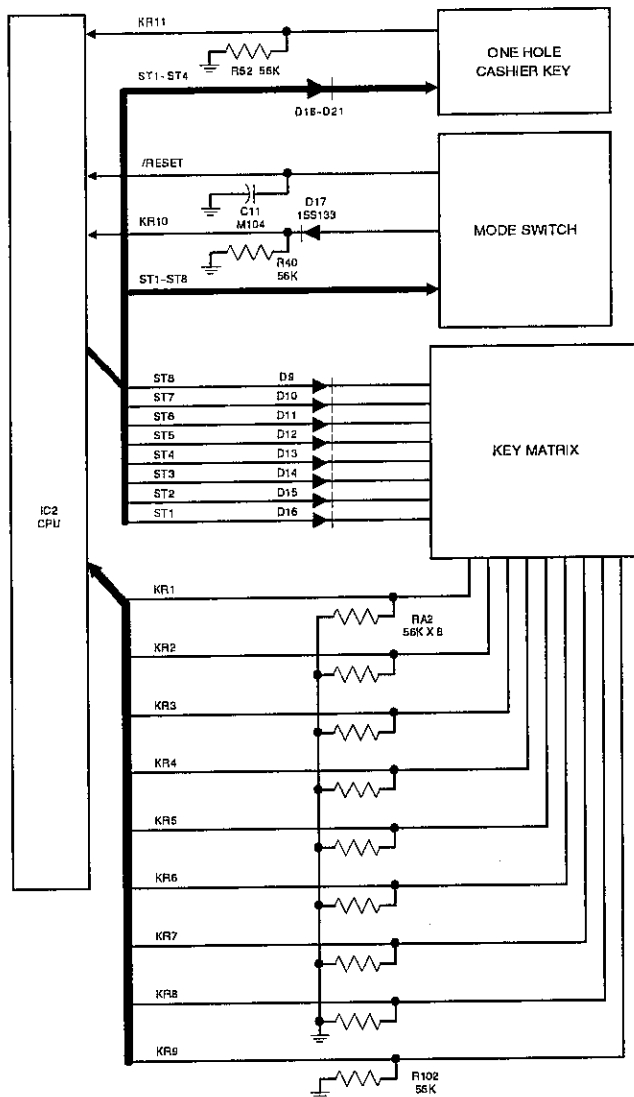 KR11
ONE HOLE
CASHIER KEY
R52 56K
ST1-ST4
D18-D21
/RESET
C11
M104
D17
1SS133
MODE SWITCH
KR10
R40
56K
ST1-ST8
ST8 D9
ST7 D10
ST6 D11
ST5 D12
ST4 D13
ST3 D14
ST2 D15
ST1 D16
KEY MATRIX
IC2
CPU
KR1
RA2
56K X 8
KR2
KR3
KR4
KR5
KR6
KR7
KR8
KR9
R102
56K